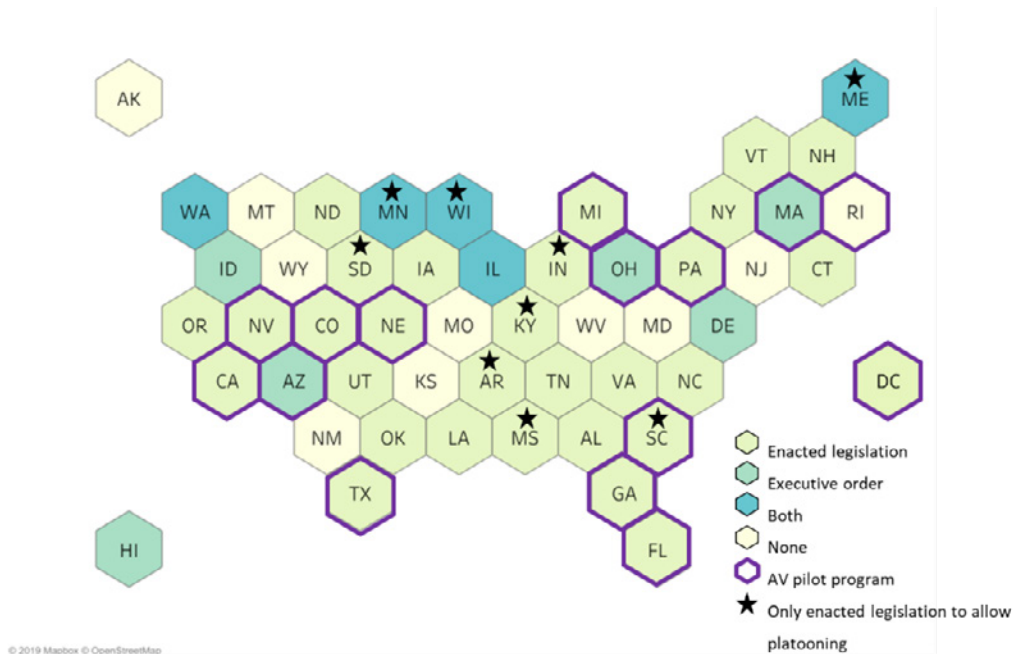 AK
ME
VT NH
WA MT ND MN WI MI NY MA RI
ID WY SD IA IL IN OH PA NJ CT
OR NV CO NE MO KY WV MD DE
CA AZ UT KS AR TN VA NC DC
NM OK LA MS AL SC
TX GA
HI FL
Enacted legislation
Executive order
Both
None
AV pilot program
Only enacted legislation to allow
platooning
© 2019 Mapbox © OpenStreetMap